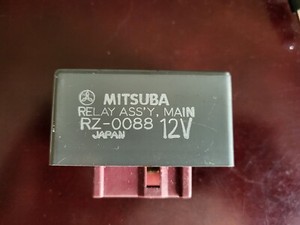 MITSUBA
RELAY ASS'Y, MAIN
RZ-0088 12V
JAPAN